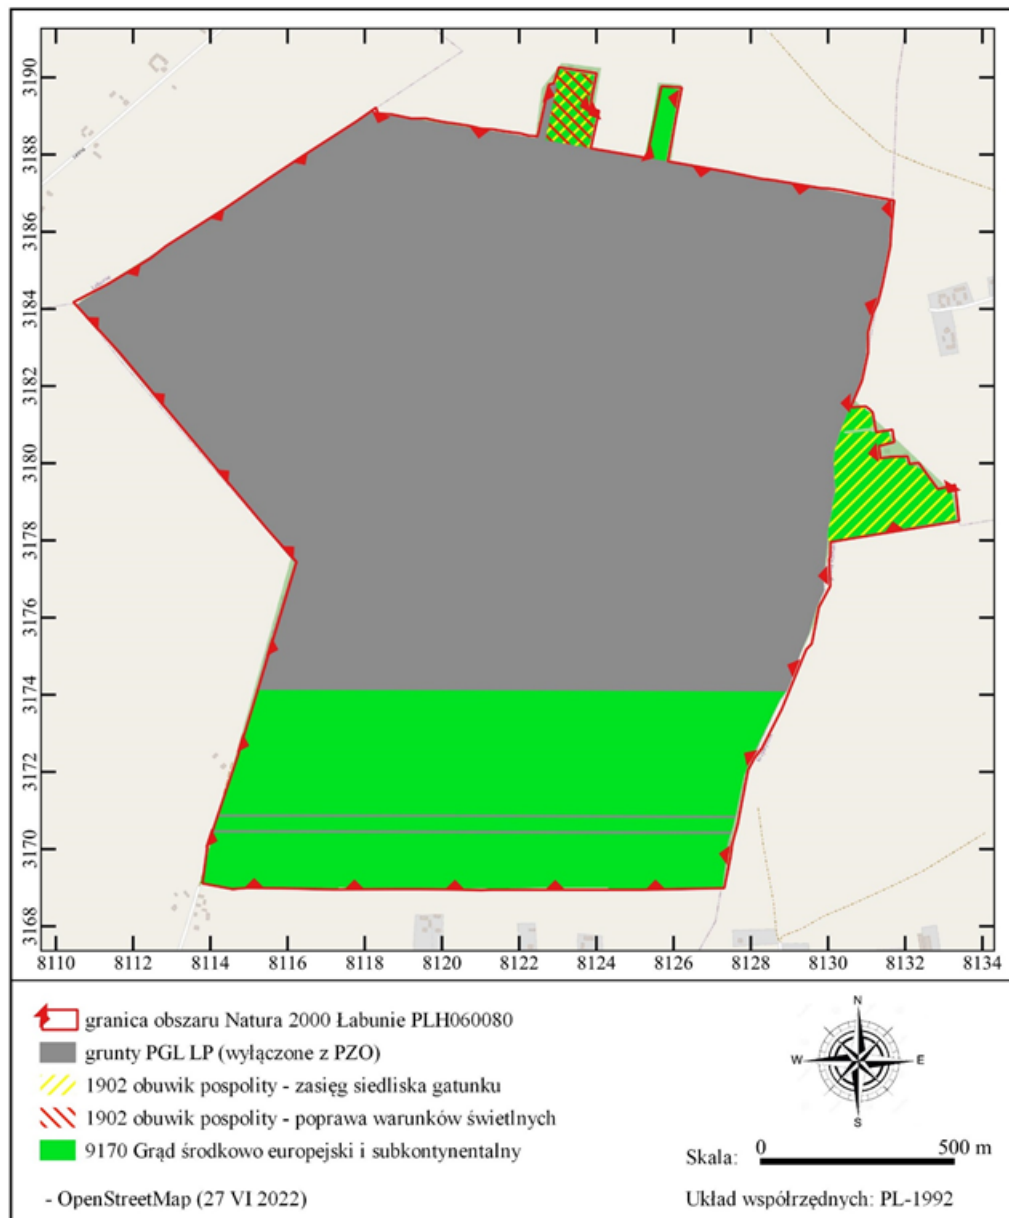 3190
3188
3186
3184
3182
3180
3178
3176
3174
3172
3170
3168
8110 8112 8114 8116 8118 8120 8122 8124 8126 8128 8130 8132 8134
granica obszaru Natura 2000 Łabunie PLH060080
grunty PGL LP (wyłączone z PZO)
1902 obuwik pospolity - zasięg siedliska gatunku
1902 obuwik pospolity - poprawa warunków świetlnych
9170 Grąd środkowo europejski i subkontynentalny
- OpenStreetMap (27 VI 2022)
N
W E
S
Skala: 0 500 m
Układ współrzędnych: PL-1992